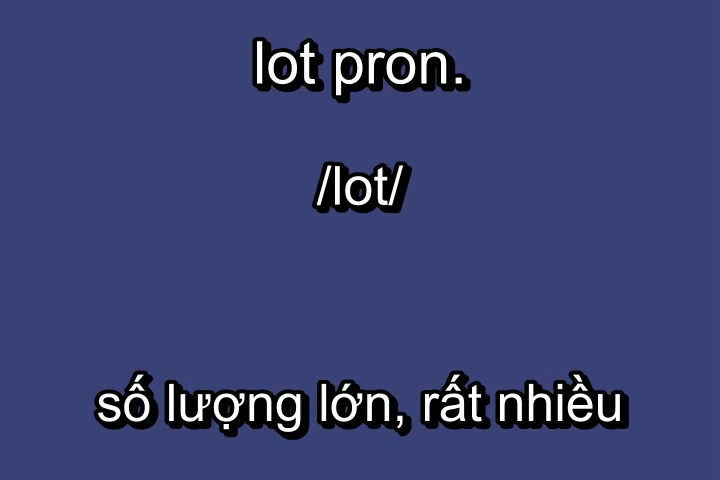 lot pron.
/lot/
số lượng lớn, rất nhiều